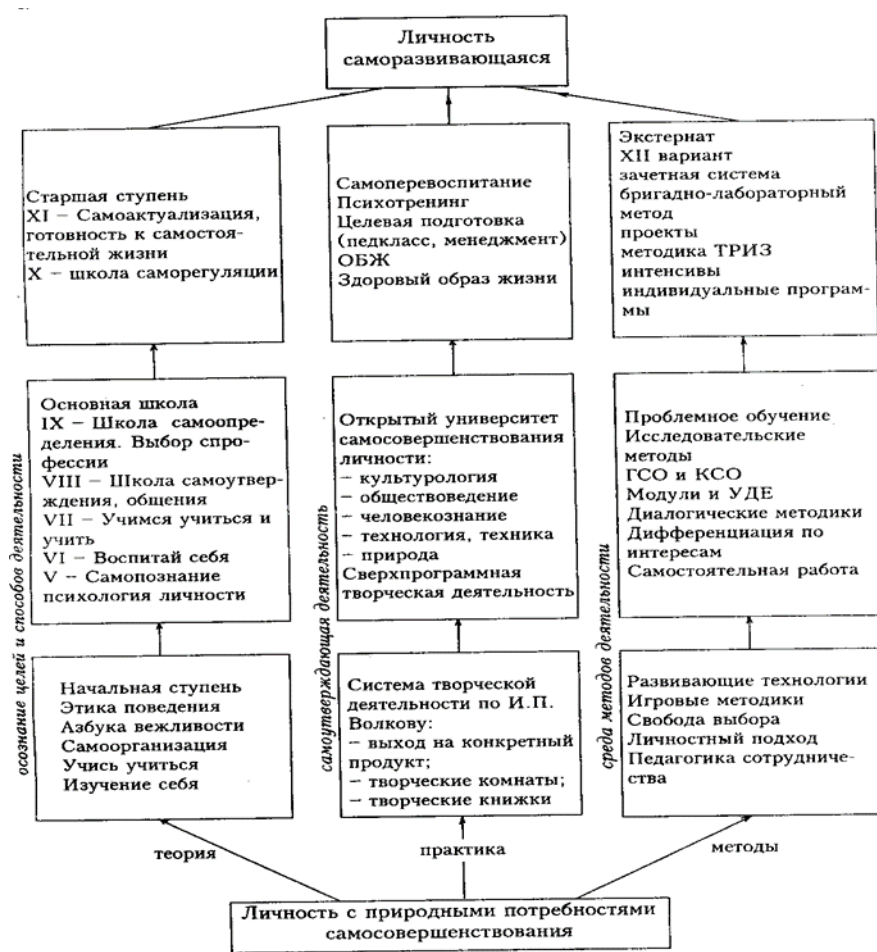 Личность
саморазвивающаяся
Старшая ступень
XI – Самоактуализация,
готовность к самостоя-
тельной жизни
X – школа саморегуляции
Самоперевоспитание
Психотренинг
Целевая подготовка
(педкласс, менеджмент)
ОБЖ
Здоровый образ жизни
Экстернат
XII вариант
зачетная система
бригадно-лабораторный
метод
проекты
методика ТРИЗ
интенсивы
индивидуальные програм-
мы
осознание целей и способов деятельности
Основная школа
IX – Школа самоопре-
деления. Выбор спро-
фессии
VIII – Школа самоутвер-
ждения, общения
VII – Учимся учиться и
учить
VI – Воспитай себя
V – Самопознание
психология личности
самоутверждающая деятельность
Открытый университет
самосовершенствования
личности:
– культурология
– обществоведение
– человекознание
– технология, техника
– природа
Сверхпрограммная
творческая деятельность
среда методов деятельности
Проблемное обучение
Исследовательские
методы
ГСО и КСО
Модули и УДЕ
Диалогические методики
Дифференциация по
интересам
Самостоятельная работа
Начальная ступень
Этика поведения
Азбука вежливости
Самоорганизация
Учись учиться
Изучение себя
Система творческой
деятельности по И.П.
Волкову:
– выход на конкретный
продукт;
– творческие комнаты;
– творческие книжки
Развивающие технологии
Игровые методики
Свобода выбора
Личностный подход
Педагогика сотрудниче-
ства
теория
практика
методы
Личность с природными потребностями
самосовершенствования